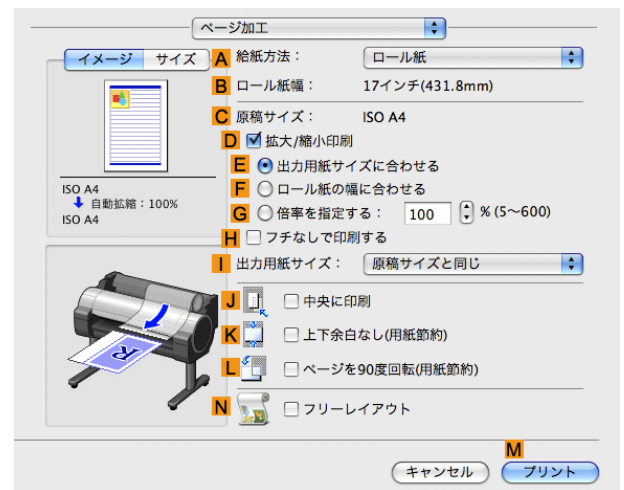 ページ加工
イメージ サイズ
A 給紙方法： ロール紙
B ロール紙幅： 17インチ(431.8mm)
C 原稿サイズ： ISO A4
D 拡大/縮小印刷
E 出力用紙サイズに合わせる
F ロール紙の幅に合わせる
G 倍率を指定する： 100 % (5〜600)
H フチなしで印刷する
ISO A4
自動拡縮：100%
ISO A4
I 出力用紙サイズ： 原稿サイズと同じ
J 中央に印刷
K 上下余白なし(用紙節約)
L ページを90度回転(用紙節約)
N フリーレイアウト
R
M
キャンセル プリント